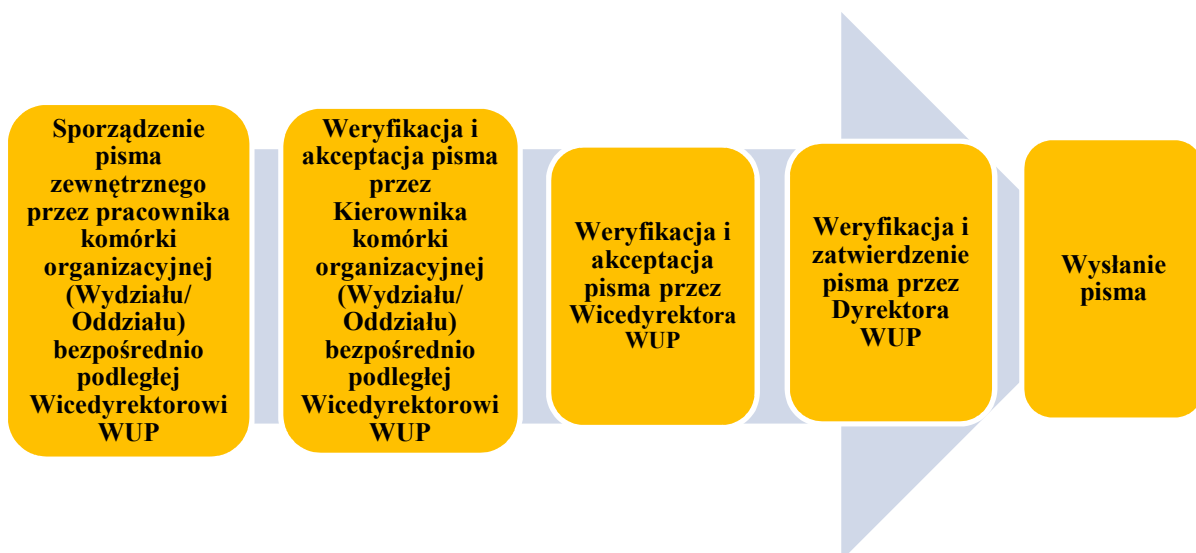 Sporządzenie
pisma
zewnętrznego
przez pracownika
komórki
organizacyjnej
(Wydziału/
Oddziału)
bezpośrednio
podległej
Wicedyrektorowi
WUP
Weryfikacja i
akceptacja pisma
przez
Kierownika
komórki
organizacyjnej
(Wydziału/
Oddziału)
bezpośrednio
podległej
Wicedyrektorowi
WUP
Weryfikacja i
akceptacja
pisma przez
Wicedyrektora
WUP
Weryfikacja i
zatwierdzenie
pisma przez
Dyrektora
WUP
Wysłanie
pisma